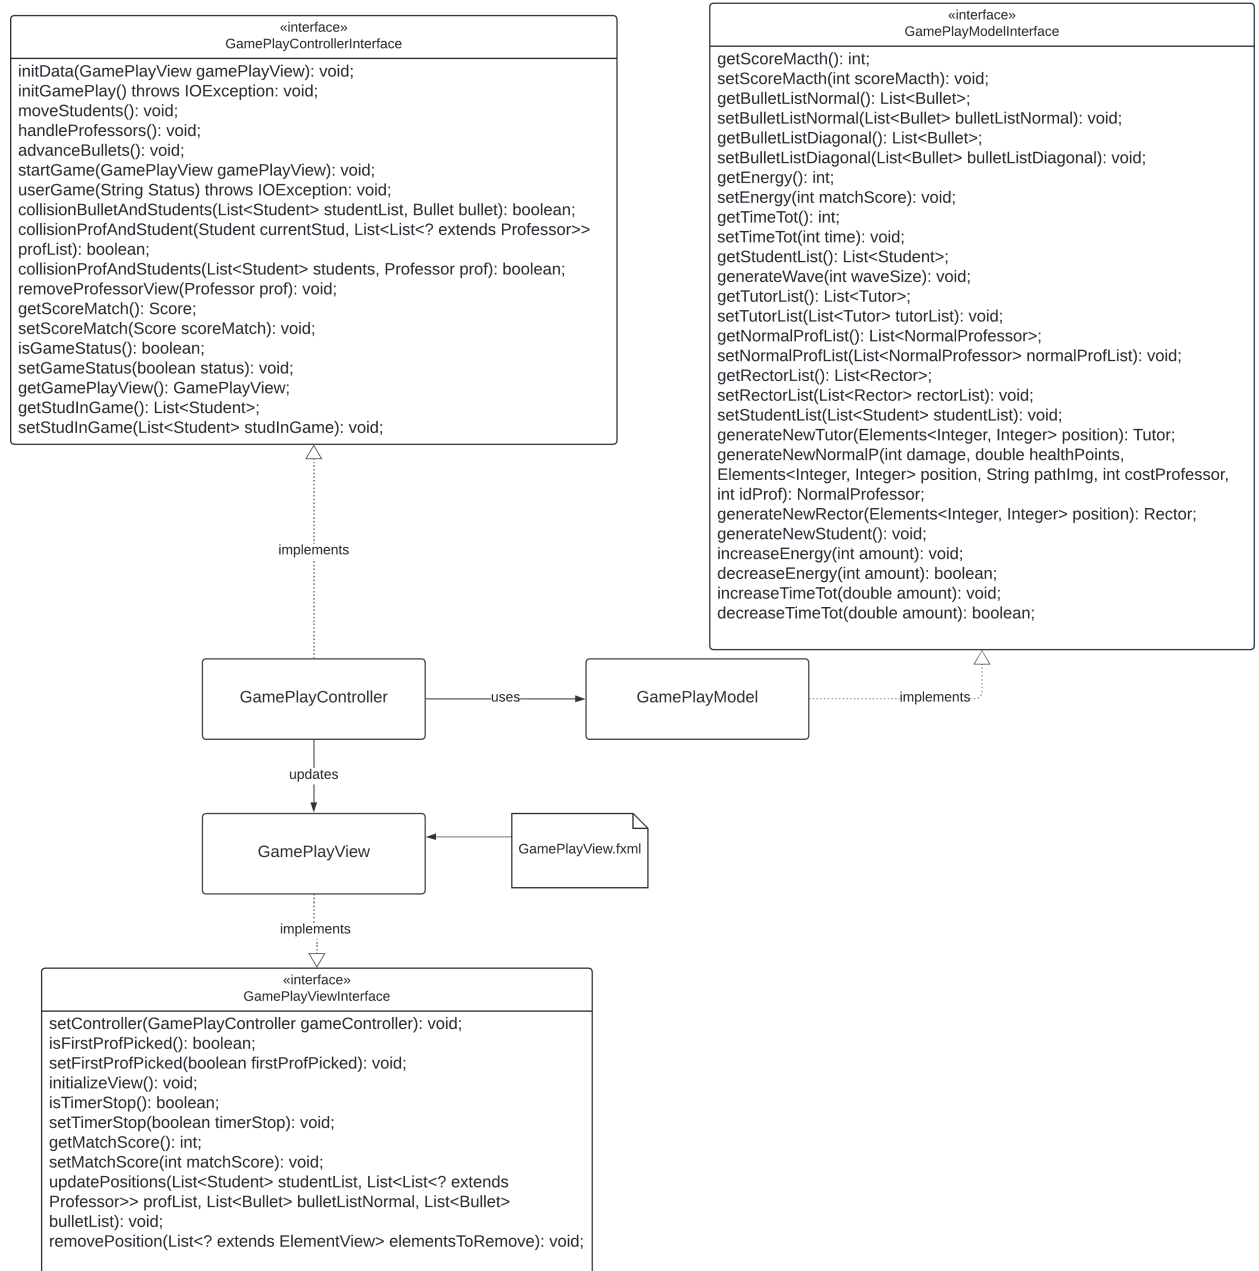 «interface»
GamePlayControllerInterface
initData(GamePlayView gamePlayView): void;
initGamePlay() throws IOException: void;
moveStudents(): void;
handleProfessors(): void;
advanceBullets(): void;
startGame(GamePlayView gamePlayView): void;
userGame(String Status) throws IOException: void;
collisionBulletAndStudents(List<Student> studentList, Bullet bullet): boolean;
collisionProfAndStudent(Student currentStud, List<List<? extends Professor>>
profList): boolean;
collisionProfAndStudents(List<Student> students, Professor prof): boolean;
removeProfessorView(Professor prof): void;
getScoreMatch(): Score;
setScoreMatch(Score scoreMatch): void;
isGameStatus(): boolean;
setGameStatus(boolean status): void;
getGamePlayView(): GamePlayView;
getStudInGame(): List<Student>;
setStudInGame(List<Student> studInGame): void;
«interface»
GamePlayModelInterface
getScoreMacth(): int;
setScoreMacth(int scoreMacth): void;
getBulletListNormal(): List<Bullet>;
setBulletListNormal(List<Bullet> bulletListNormal): void;
getBulletListDiagonal(): List<Bullet>;
setBulletListDiagonal(List<Bullet> bulletListDiagonal): void;
getEnergy(): int;
setEnergy(int matchScore): void;
getTimeTot(): int;
setTimeTot(int time): void;
getStudentList(): List<Student>;
generateWave(int waveSize): void;
getTutorList(): List<Tutor>;
setTutorList(List<Tutor> tutorList): void;
getNormalProfList(): List<NormalProfessor>;
setNormalProfList(List<NormalProfessor> normalProfList): void;
getRectorList(): List<Rector>;
setRectorList(List<Rector> rectorList): void;
setStudentList(List<Student> studentList): void;
generateNewTutor(Elements<Integer, Integer> position): Tutor;
generateNewNormalP(int damage, double healthPoints,
Elements<Integer, Integer> position, String pathImg, int costProfessor,
int idProf): NormalProfessor;
generateNewRector(Elements<Integer, Integer> position): Rector;
generateNewStudent(): void;
increaseEnergy(int amount): void;
decreaseEnergy(int amount): boolean;
increaseTimeTot(double amount): void;
decreaseTimeTot(double amount): boolean;
implements
GamePlayController
uses
GamePlayModel
implements
updates
GamePlayView
GamePlayView.fxml
implements
«interface»
GamePlayViewInterface
setController(GamePlayController gameController): void;
isFirstProfPicked(): boolean;
setFirstProfPicked(boolean firstProfPicked): void;
initializeView(): void;
isTimerStop(): boolean;
setTimerStop(boolean timerStop): void;
getMatchScore(): int;
setMatchScore(int matchScore): void;
updatePositions(List<Student> studentList, List<List<? extends
Professor>> profList, List<Bullet> bulletListNormal, List<Bullet>
bulletList): void;
removePosition(List<? extends ElementView> elementsToRemove): void;